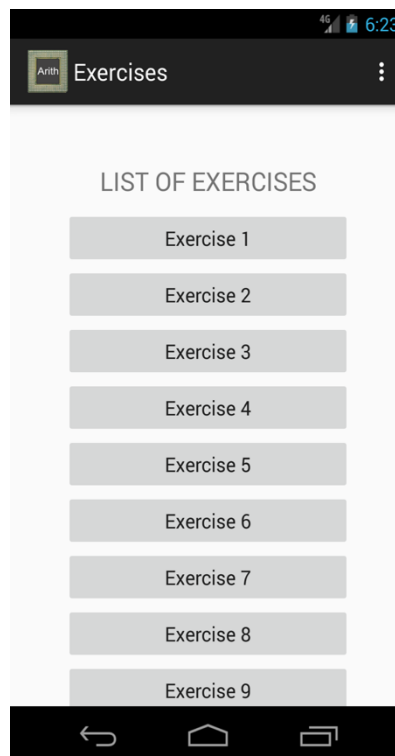 4G 6:23
Arith Exercises
LIST OF EXERCISES
Exercise 1
Exercise 2
Exercise 3
Exercise 4
Exercise 5
Exercise 6
Exercise 7
Exercise 8
Exercise 9